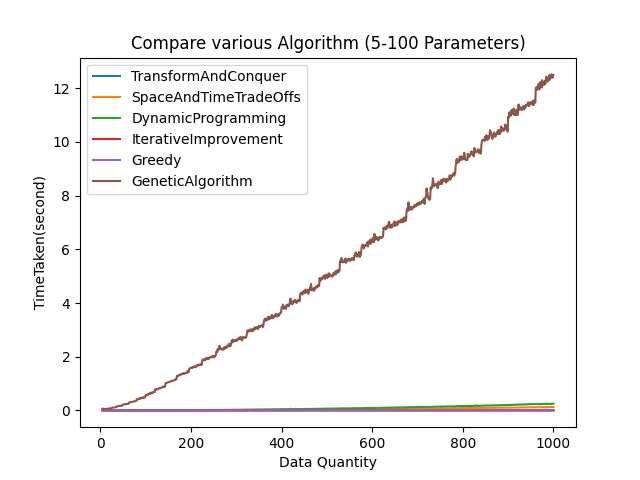 Compare various Algorithm (5-100 Parameters)
TransformAndConquer
SpaceAndTimeTradeOffs
DynamicProgramming
IterativeImprovement
Greedy
GeneticAlgorithm
TimeTaken(second)
12
10
8
6
4
2
0
0 200 400 600 800 1000
Data Quantity